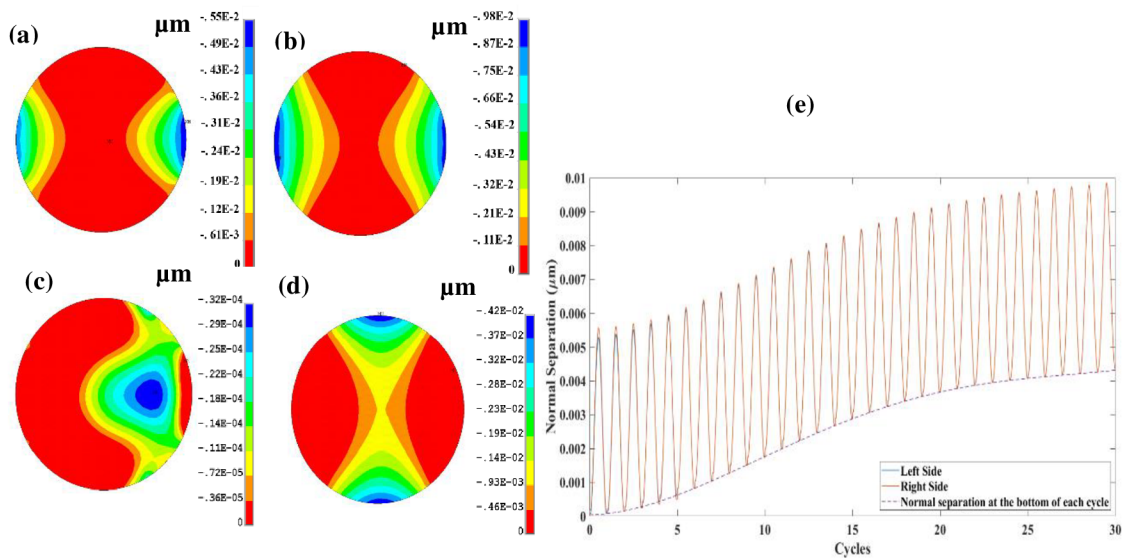 (a)
µm
-.55E-2
-.49E-2
-.43E-2
-.36E-2
-.31E-2
-.24E-2
-.19E-2
-.12E-2
-.61E-3
0
(b)
µm
-.98E-2
-.87E-2
-.75E-2
-.66E-2
-.54E-2
-.43E-2
-.32E-2
-.21E-2
-.11E-2
0
(c)
µm
-.32E-04
-.29E-04
-.25E-04
-.22E-04
-.18E-04
-.14E-04
-.11E-04
-.72E-05
-.36E-05
0
(d)
µm
-.42E-02
-.37E-02
-.32E-02
-.28E-02
-.23E-02
-.19E-02
-.14E-02
-.93E-03
-.46E-03
0
(e)
Normal Separation (µm)
0.01
0.009
0.008
0.007
0.006
0.005
0.004
0.003
0.002
0.001
0
0 5 10 15 20 25 30
Cycles
Left Side
Right Side
Normal separation at the bottom of each cycle